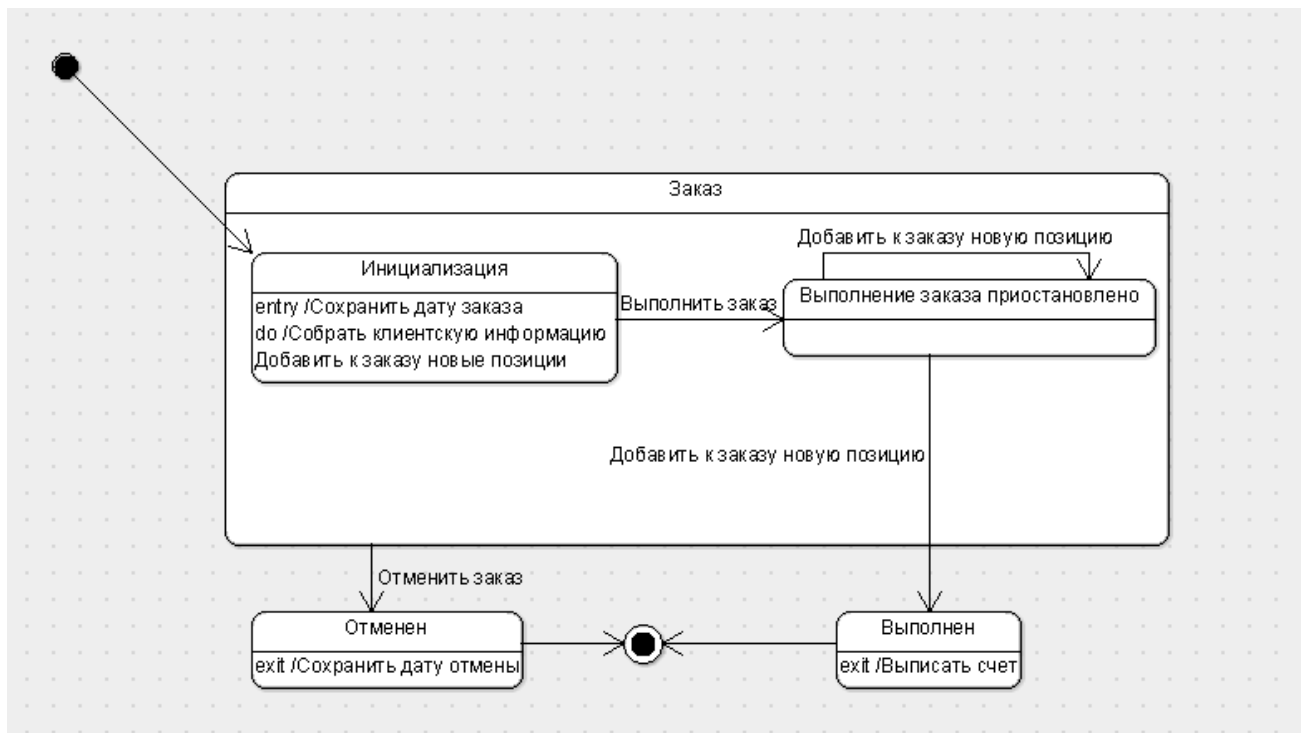 Заказ
Добавить к заказу новую позицию
Инициализация
entry /Сохранить дату заказа
do /Собрать клиентскую информацию
Добавить к заказу новые позиции
Выполнить заказ
Выполнение заказа приостановлено
Добавить к заказу новую позицию
Отменить заказ
Отменен
exit /Сохранить дату отмены
Выполнен
exit /Выписать счет